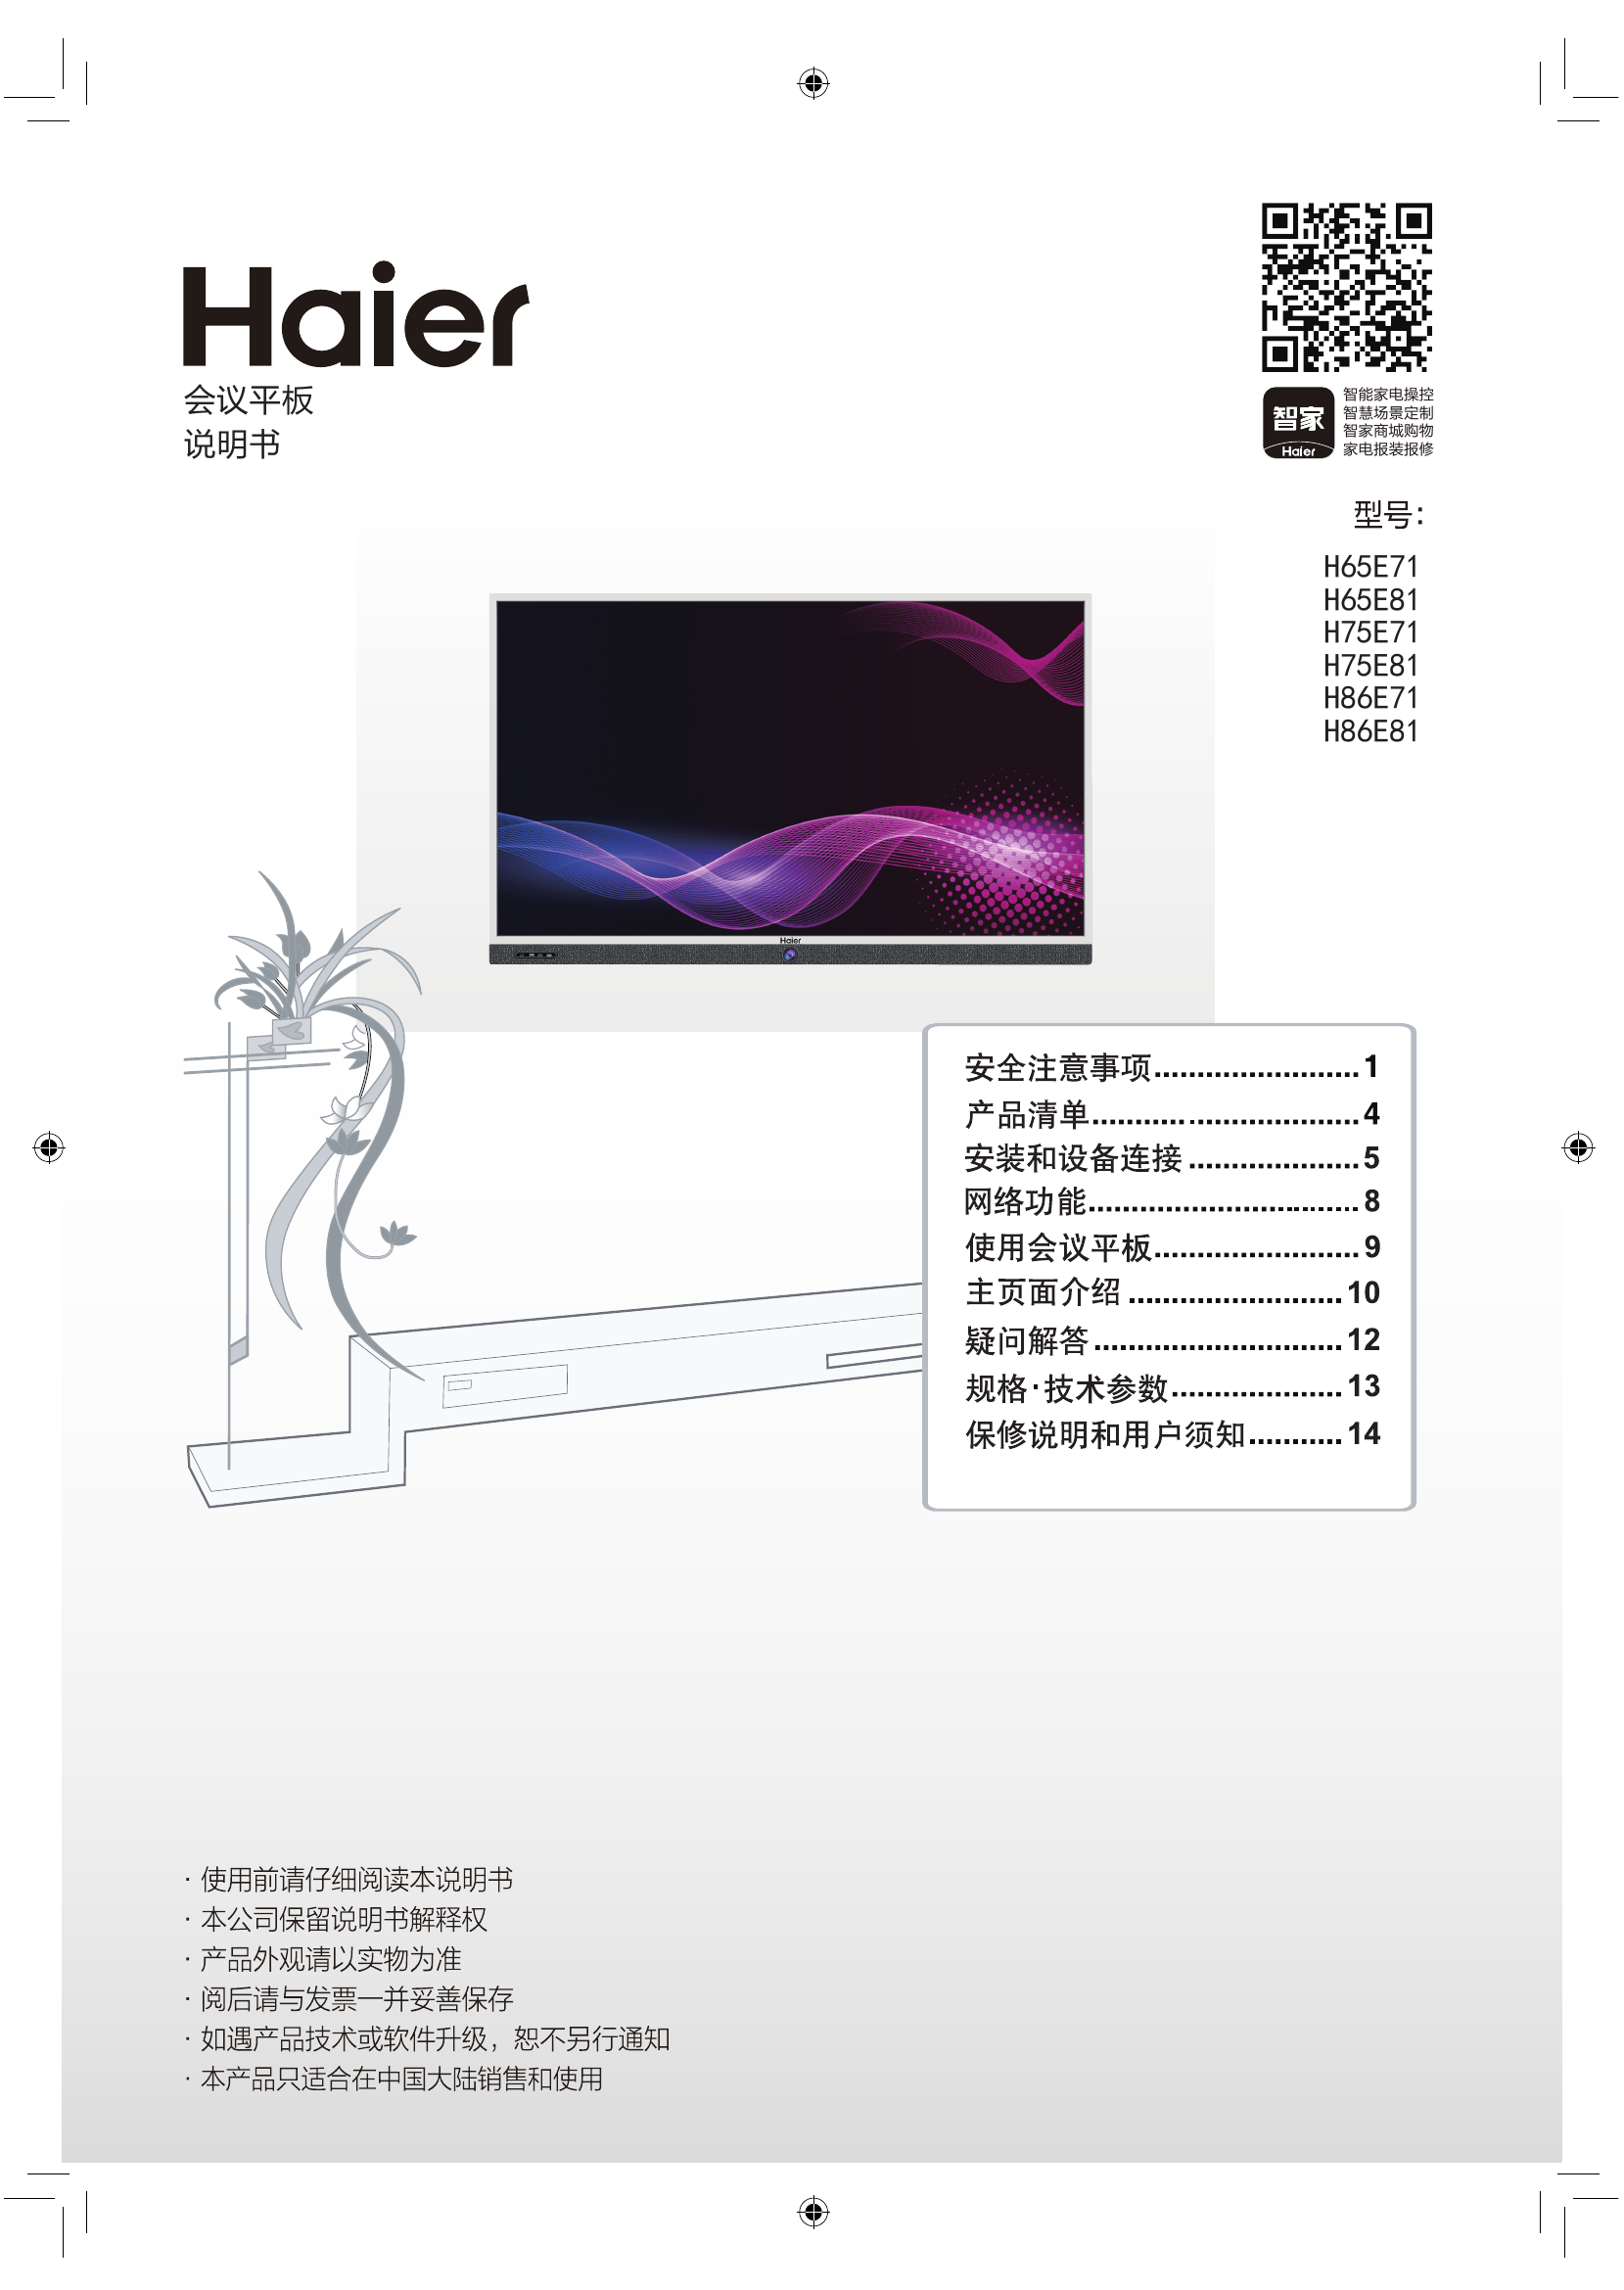 Haier
会议平板
说明书
智家
Haier
智能家电操控
智慧场景定制
智家商城购物
家电报装报修
型号：
H65E71
H65E81
H75E71
H75E81
H86E71
H86E81
Haier
安全注意事项........................1
产品清单...............................4
安装和设备连接....................5
网络功能................................8
使用会议平板........................9
主页面介绍.........................10
疑问解答.............................12
规格·技术参数....................13
保修说明和用户须知...........14
· 使用前请仔细阅读本说明书
· 本公司保留说明书解释权
· 产品外观请以实物为准
· 阅后请与发票一并妥善保存
· 如遇产品技术或软件升级，恕不另行通知
· 本产品只适合在中国大陆销售和使用